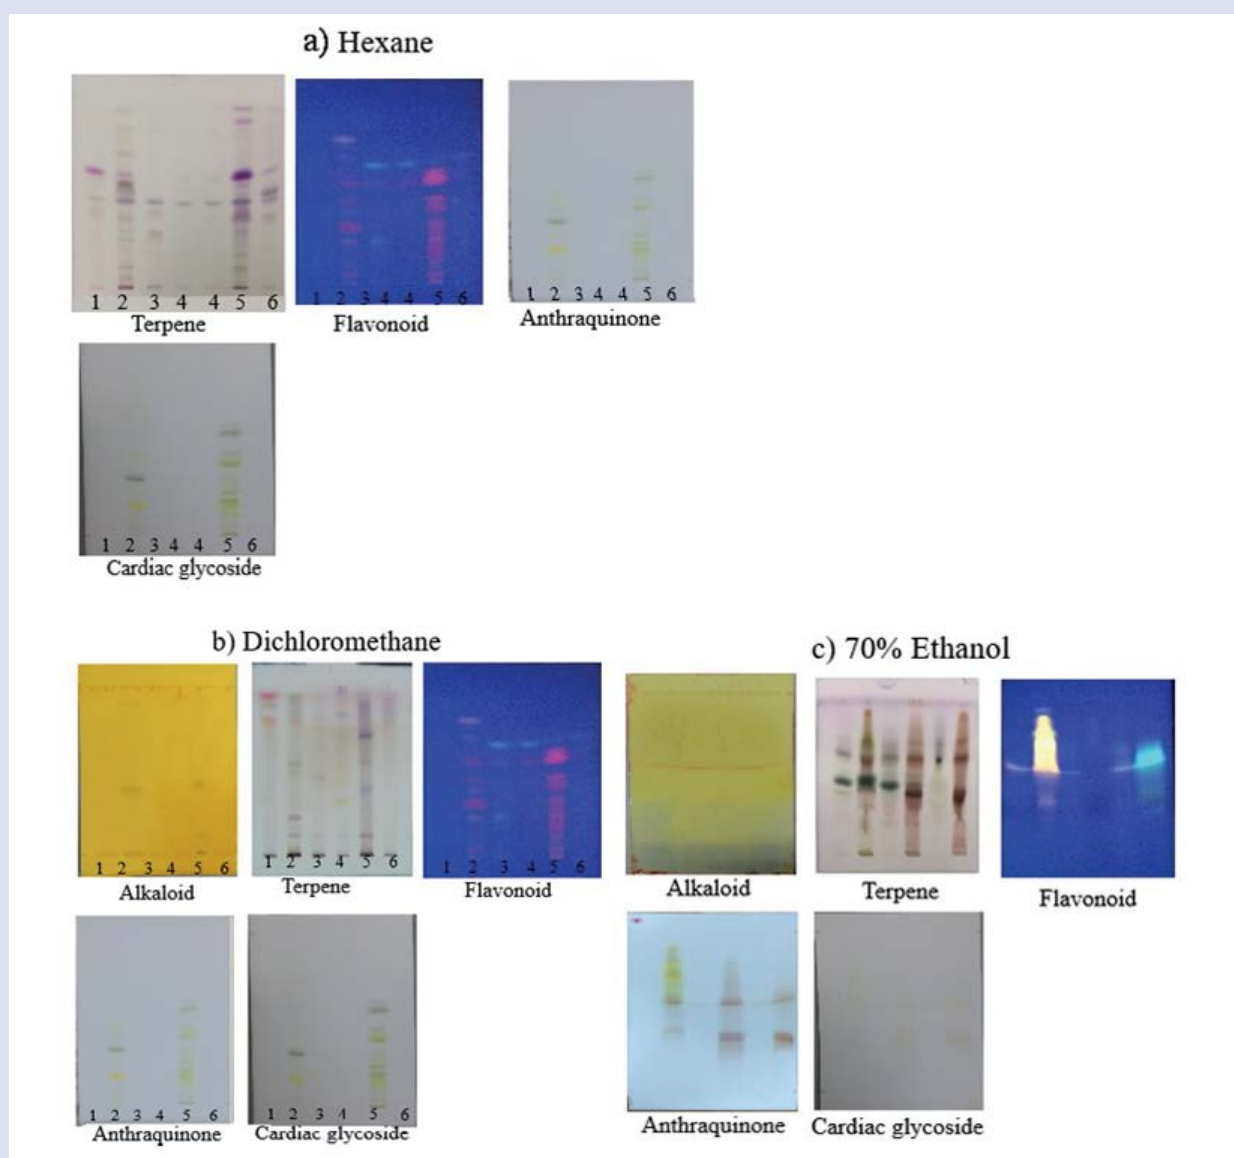 a) Hexane
1 2 3 4 4 5 6
Terpene
1 2 3 4 4 5 6
Flavonoid
1 2 3 4 4 5 6
Anthraquinone
1 2 3 4 4 5 6
Cardiac glycoside
b) Dichloromethane
1 2 3 4 5 6
Alkaloid
1 2 3 4 5 6
Terpene
1 2 3 4 5 6
Flavonoid
1 2 3 4 5 6
Anthraquinone
1 2 3 4 5 6
Cardiac glycoside
c) 70% Ethanol
Alkaloid
Terpene
Flavonoid
Anthraquinone
Cardiac glycoside